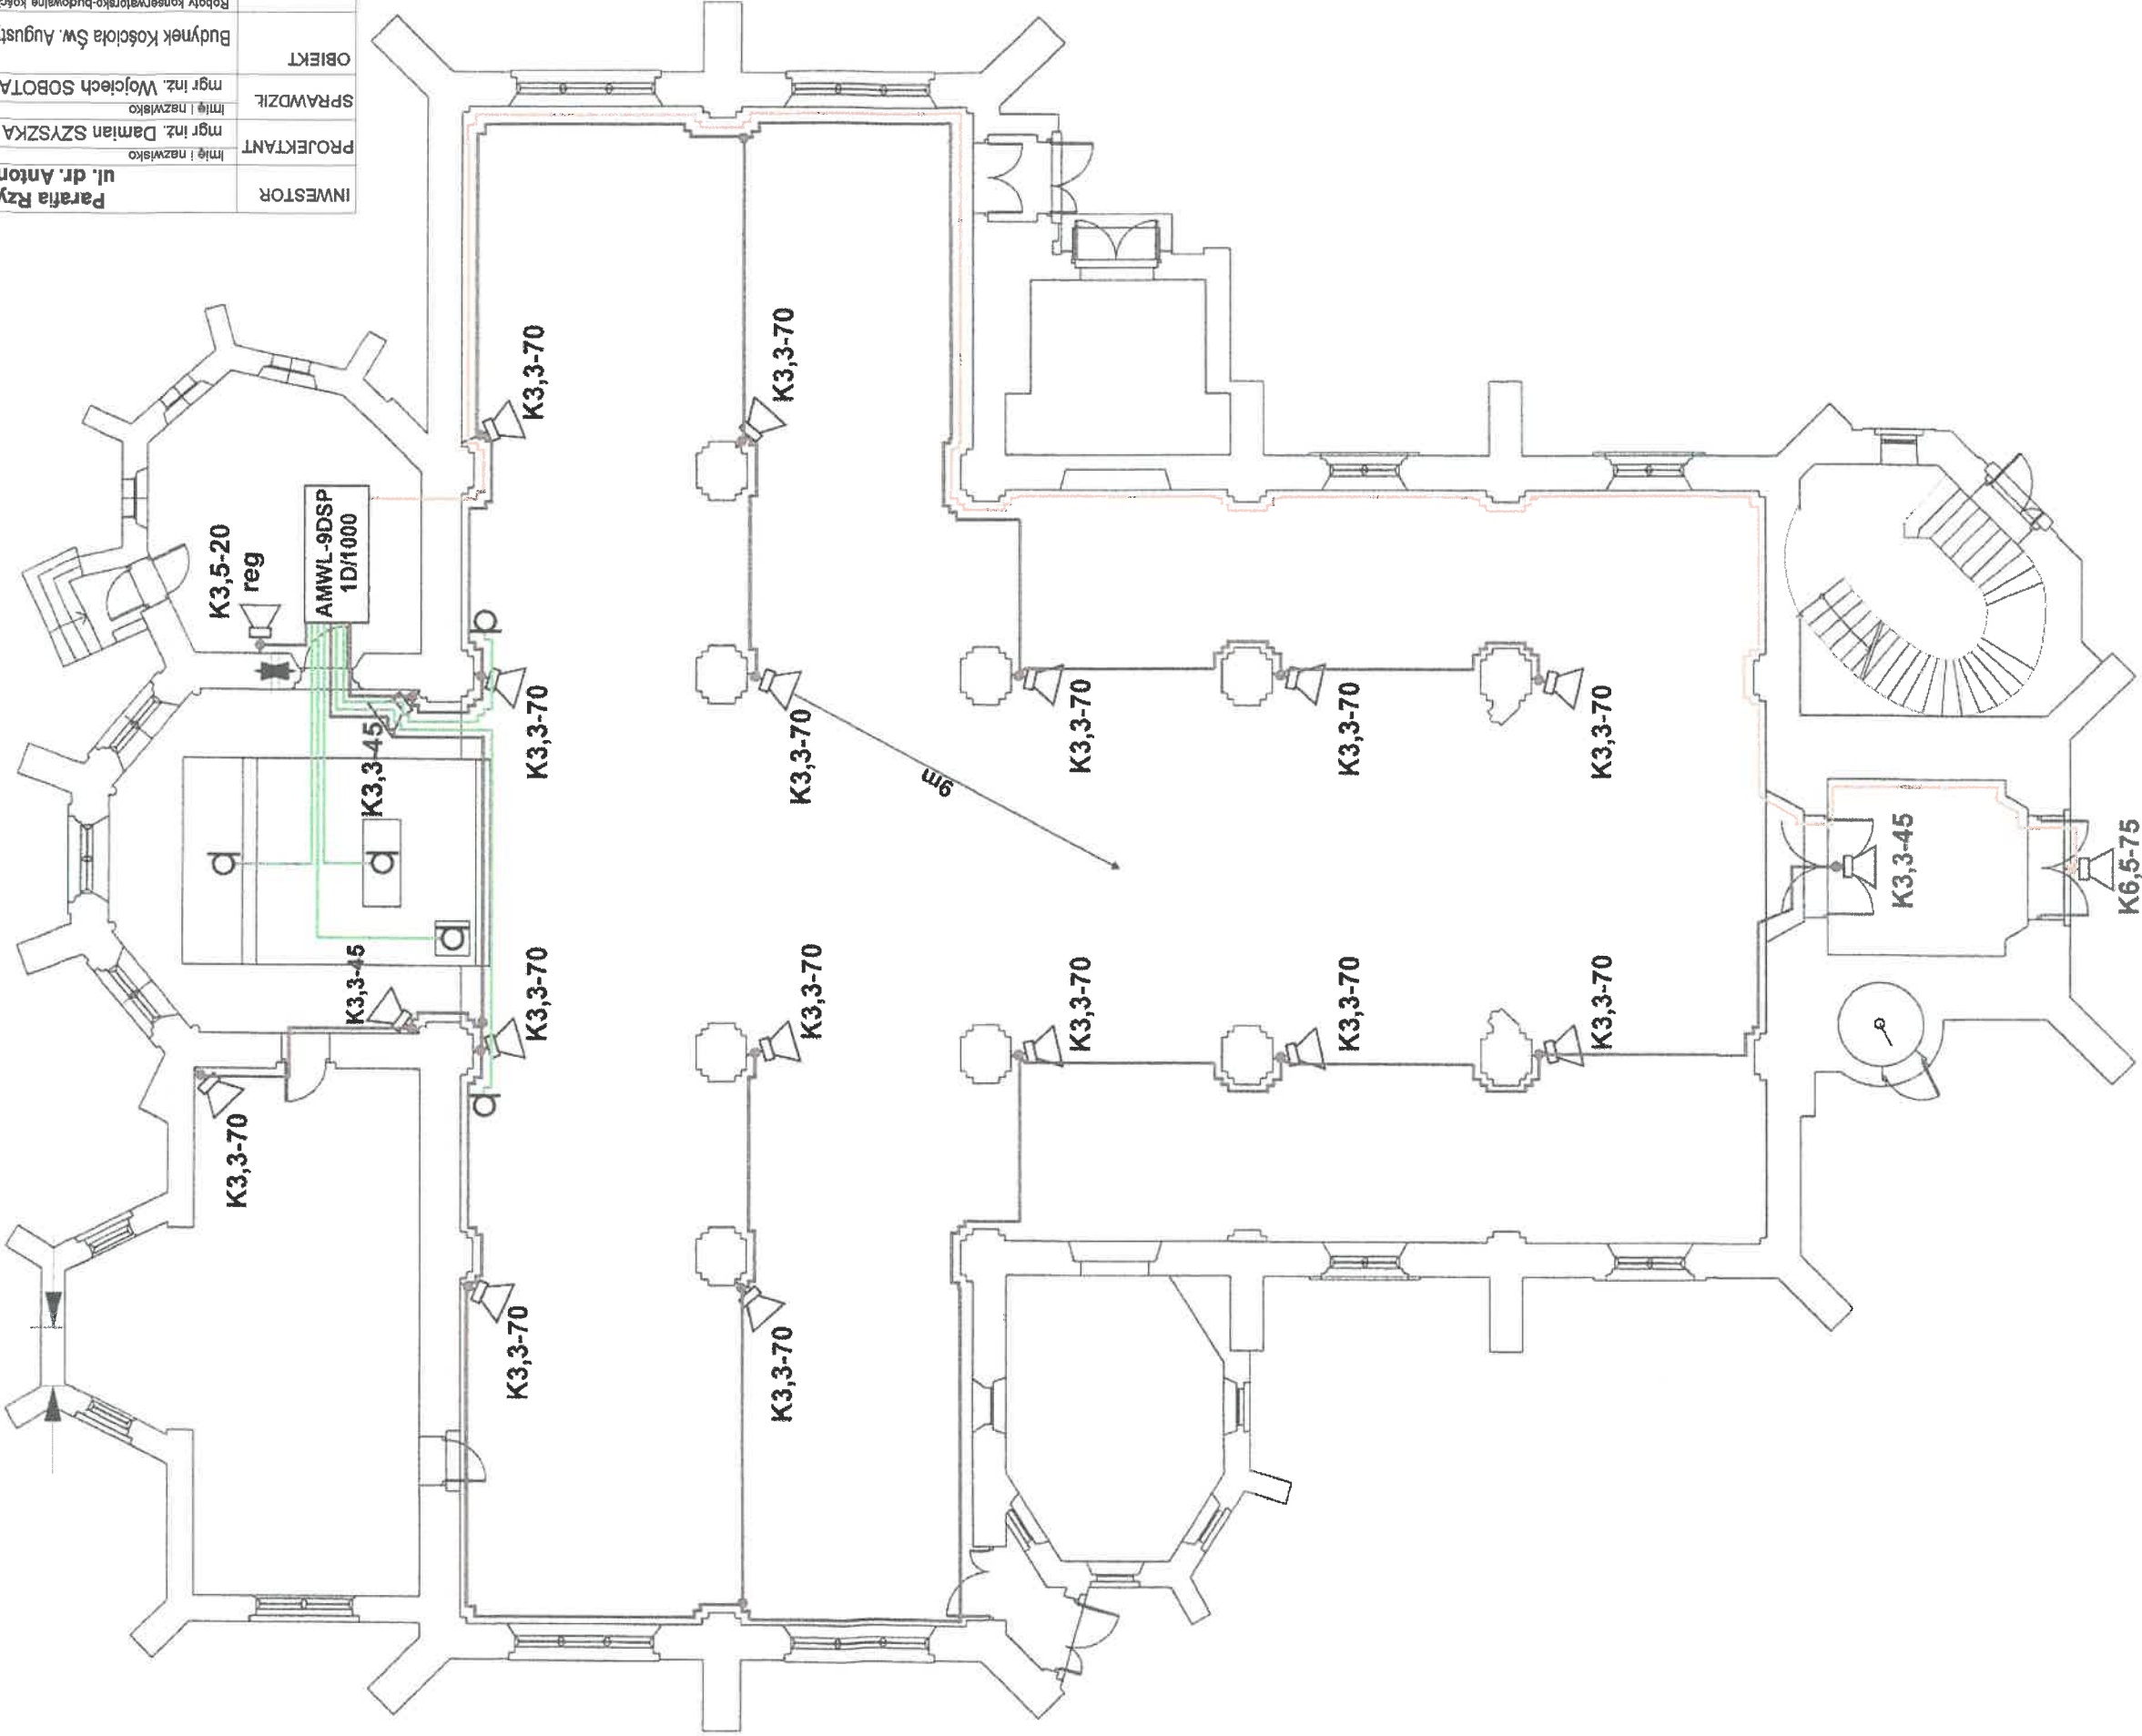 INWESTOR
Parafia Rzy
ul. dr. Anton
PROJEKTANT
Imię i nazwisko
mgr inż. Damian SZYSZKA
SPRAWDZIŁ
Imię i nazwisko
mgr inż. Wojciech SOBOTA
OBIEKT
Budynek Kościoła Św. August
Roboty konserwatorsko-budowlane kości
K3,5-20
reg
AMWL-9DSP
1D/1000
K3,3-70
K3,3-70
K3,3-45
K3,3-70
K3,3-70
9m
K3,3-70
K3,3-70
K3,3-70
K3,3-45
K6,5-75
K3,3-45
K3,3-70
K3,3-70
K3,3-70
K3,3-70
K3,3-70
K3,3-70
K3,3-70
K3,3-70